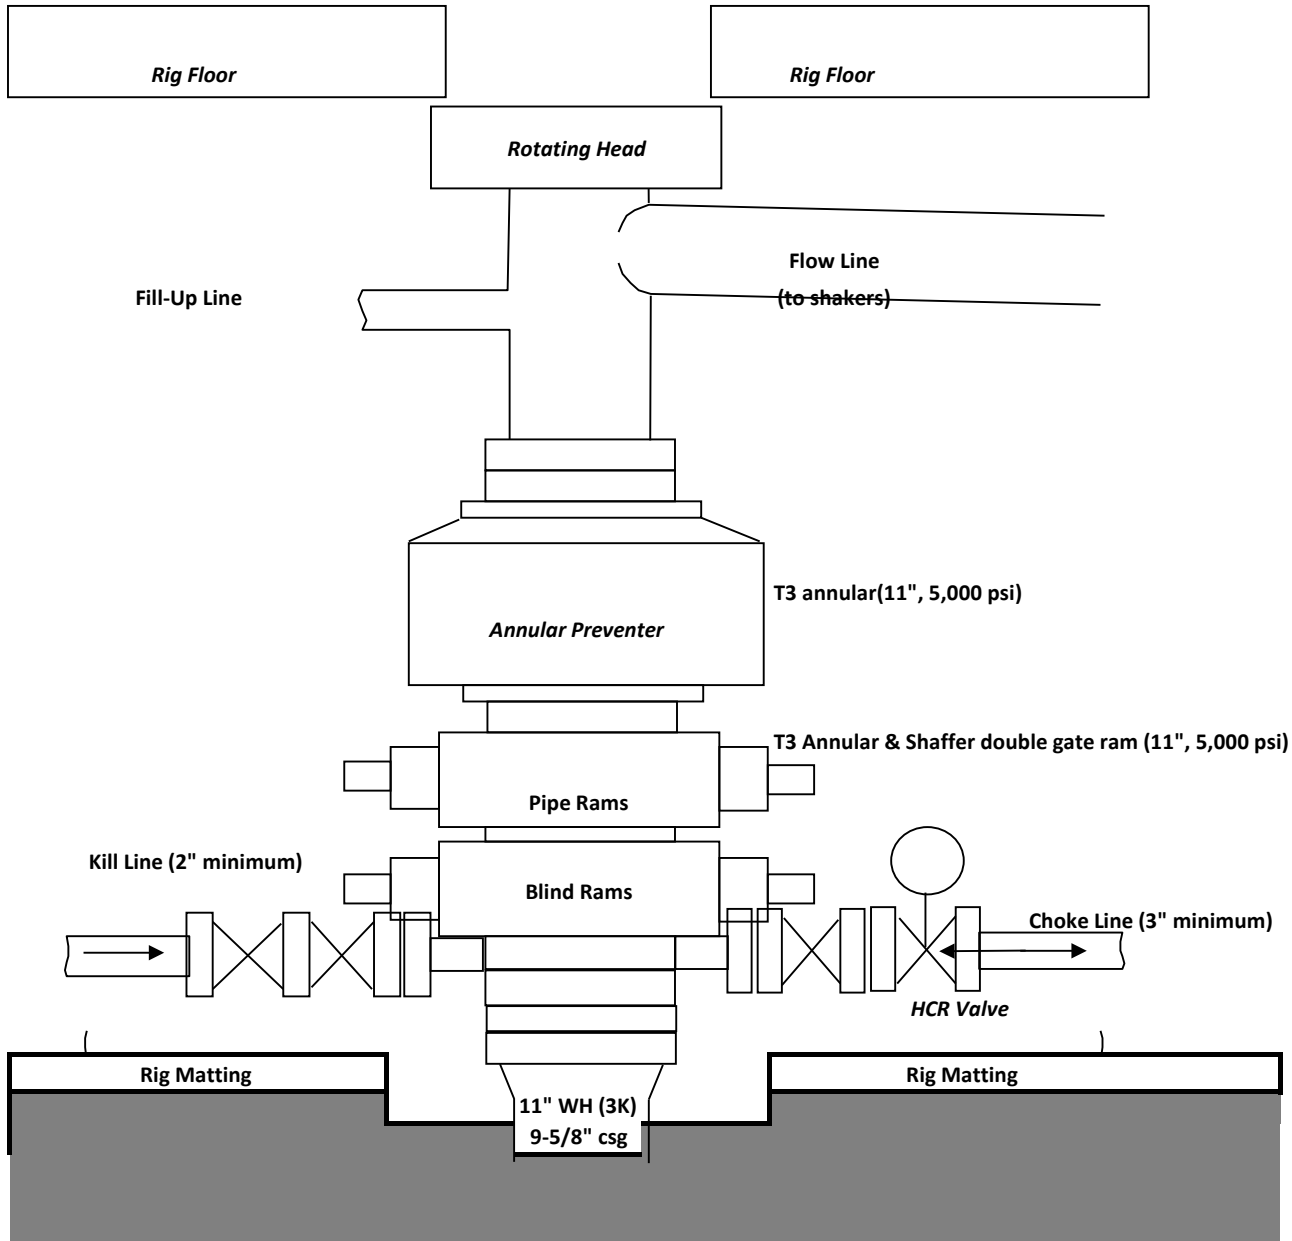 Rig Floor
Rig Floor
Rotating Head
Flow Line
Fill-Up Line
(to shakers)
T3 annular(11", 5,000 psi)
Annular Preventer
T3 Annular & Shaffer double gate ram (11", 5,000 psi)
Pipe Rams
Kill Line (2" minimum)
Blind Rams
Choke Line (3" minimum)
HCR Valve
Rig Matting
Rig Matting
11" WH (3K)
9-5/8" csg